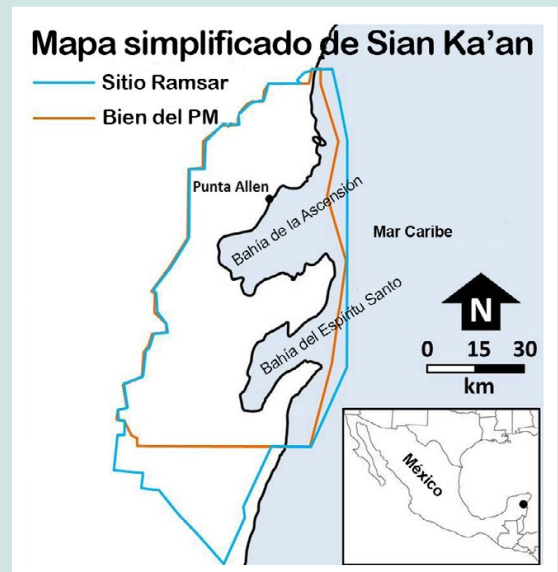 Mapa simplificado de Sian Ka'an
Sitio Ramsar
Bien del PM
Punta Allen
Bahía de la Ascensión
Mar Caribe
Bahía del Espíritu Santo
N
0 15 30
km
México